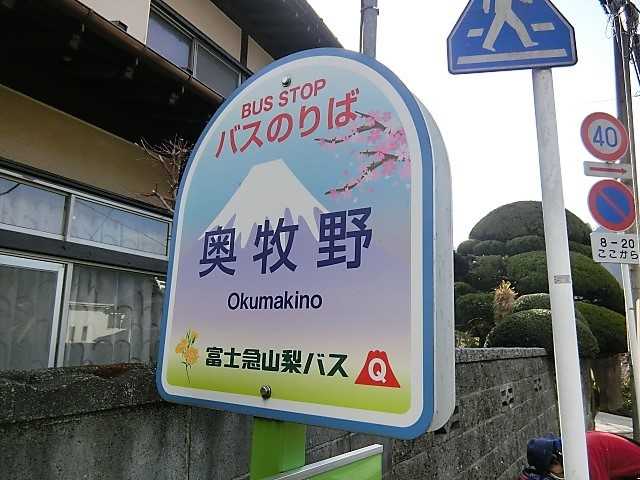 BUS STOP
バスのりば
奥牧野
Okumakino
富士急山梨バス
Q
40
8-20
ここから